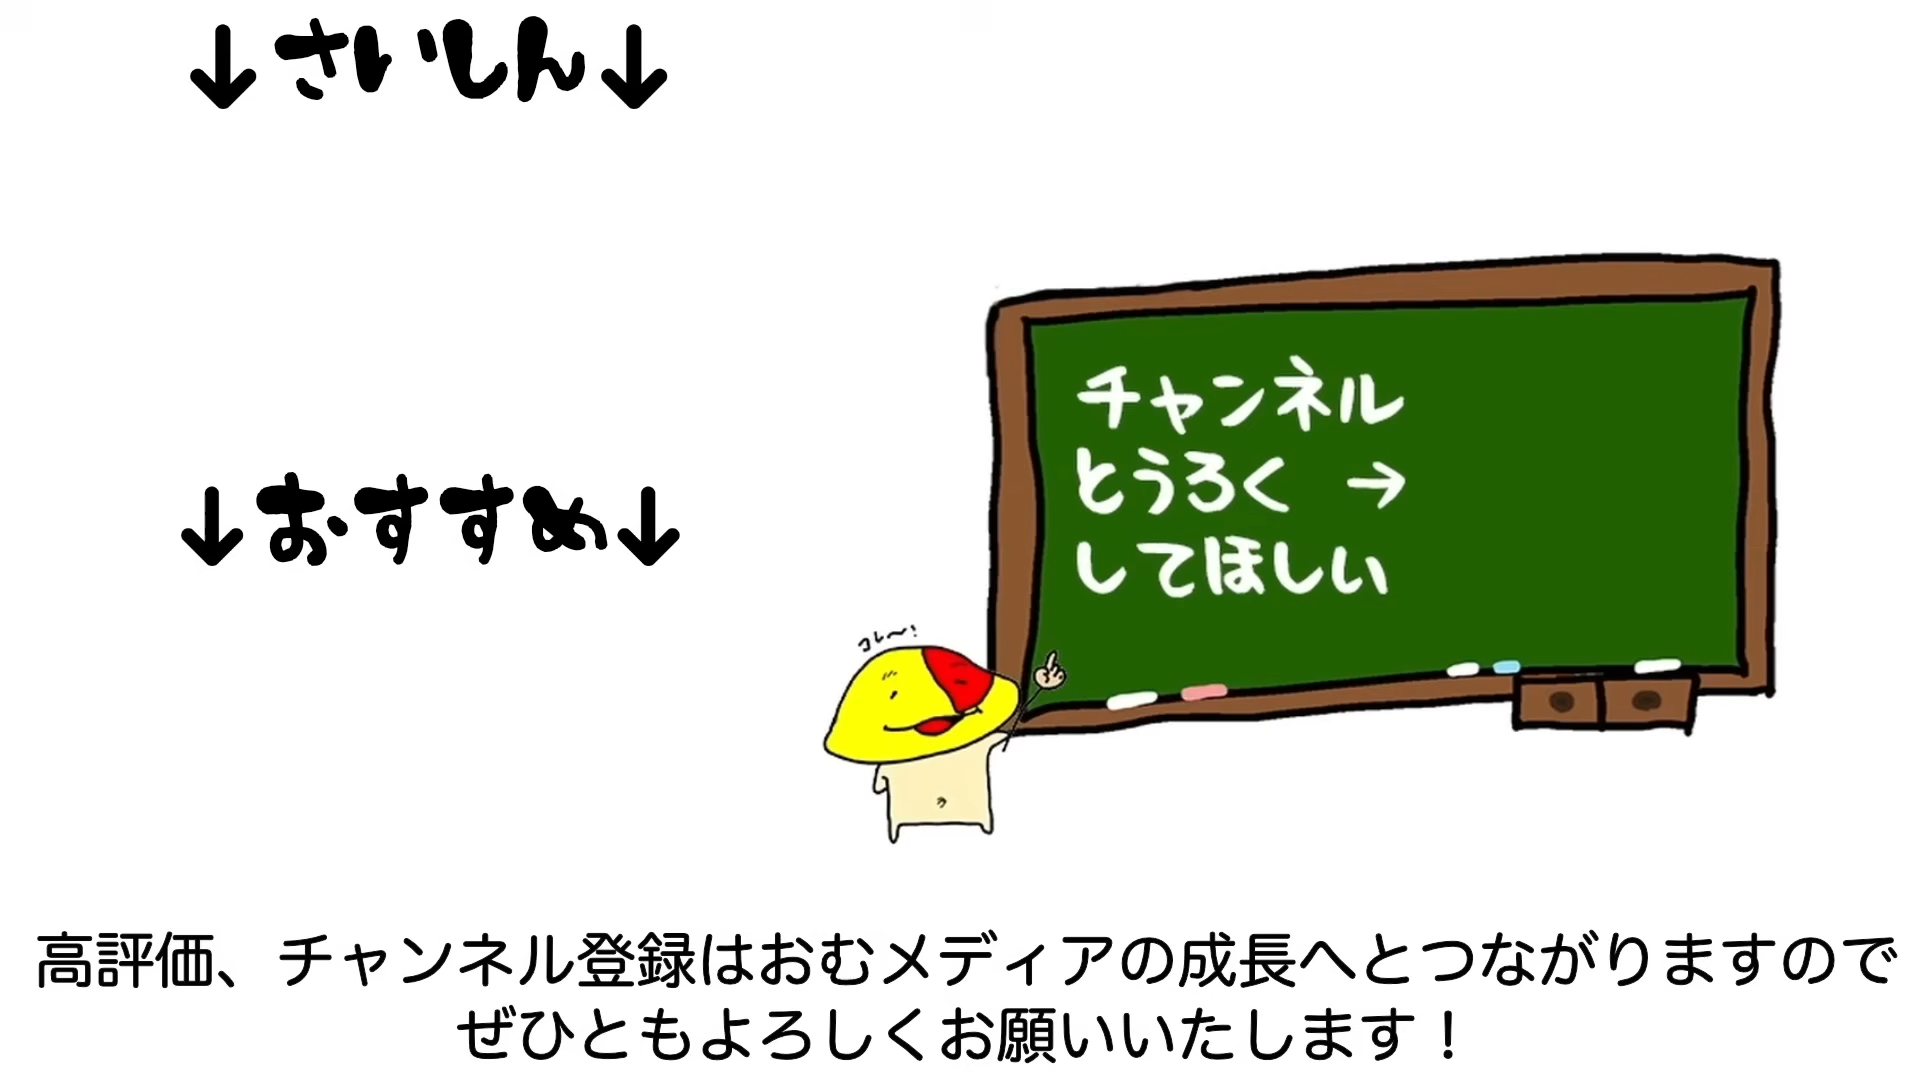 ↓さいしん↓
↓おすすめ↓
チャンネル
とうろく →
してほしい
コレ〜!
高評価、チャンネル登録はおむメディアの成長へとつながりますので
ぜひともよろしくお願いいたします！